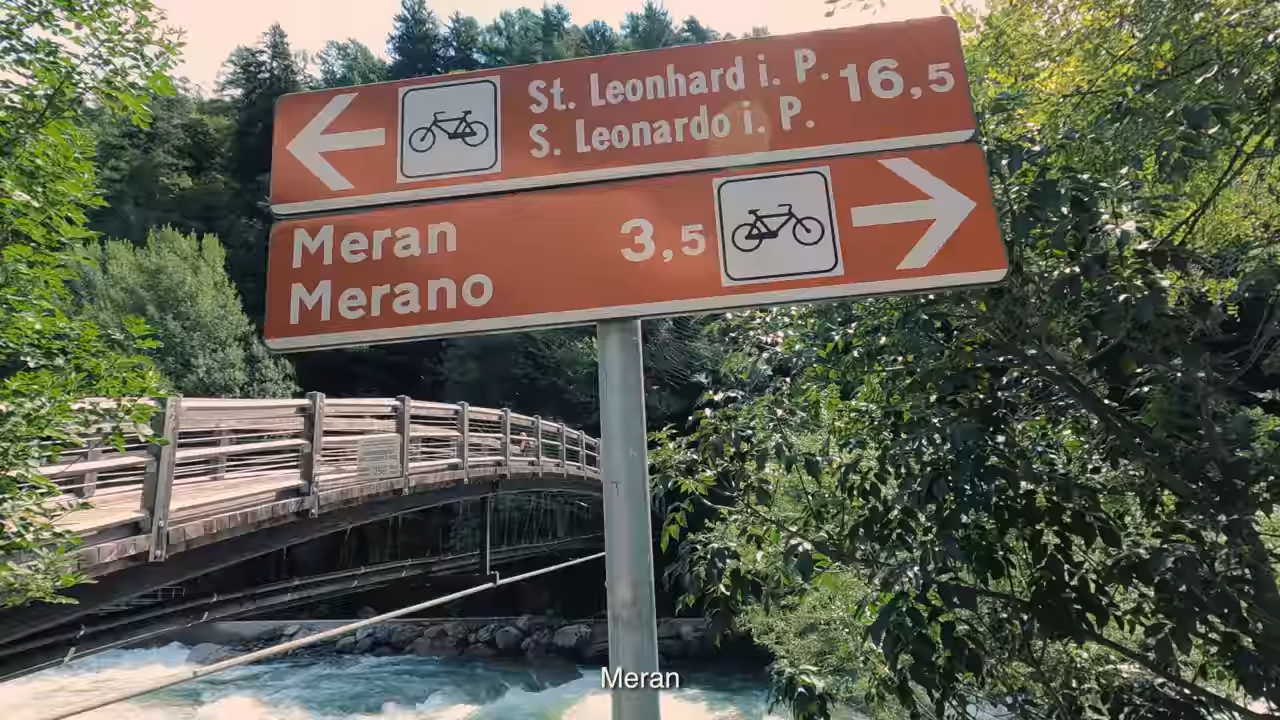 St. Leonhard i. P. 16,5
S. Leonardo i. P.
Meran 3,5
Merano
Meran